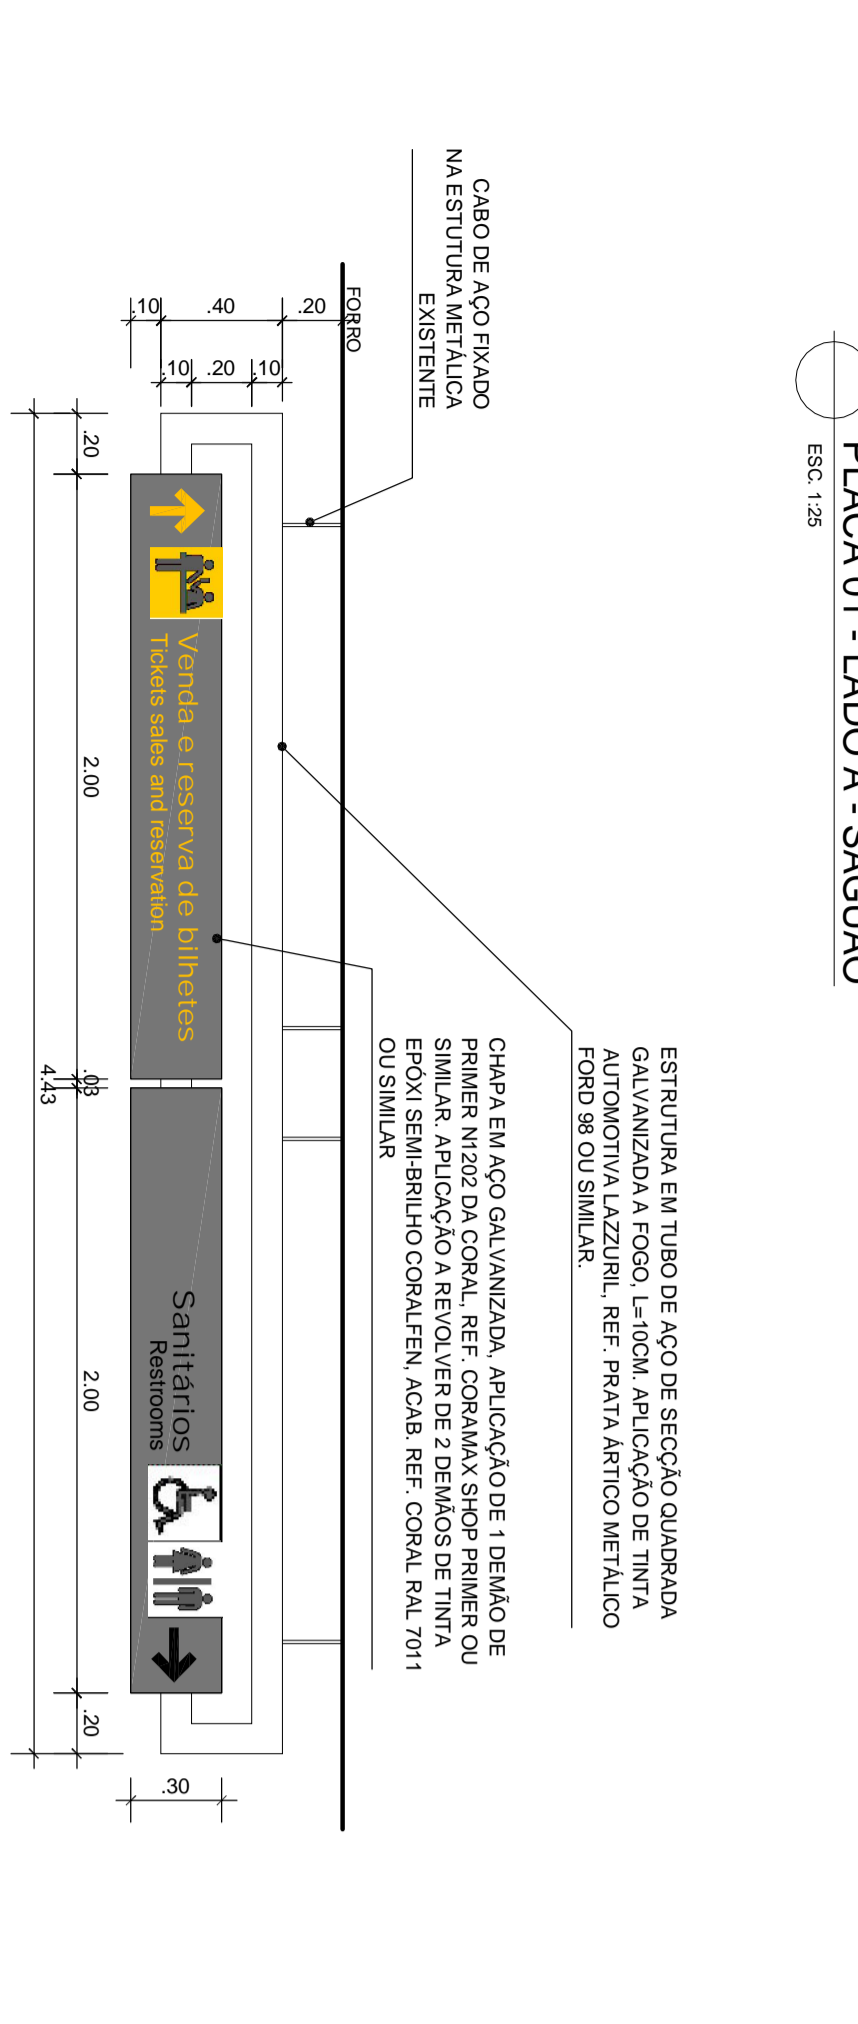 PLACA 01 - LADO A - SAGUÃO
ESC. 1:25
ESTRUTURA EM TUBO DE AÇO DE SECÇÃO QUADRADA
GALVANIZADA A FOGO, L=10CM. APLICAÇÃO DE TINTA
AUTOMOTIVA LAZZURIL, REF. PRATA ÁRTICO METÁLICO
FORD 98 OU SIMILAR.
CABO DE AÇO FIXADO
NA ESTUTURA METÁLICA
EXISTENTE
CHAPA EM AÇO GALVANIZADA, APLICAÇÃO DE 1 DEMÃO DE
PRIMER N1202 DA CORAL, REF. CORAMAX SHOP PRIMER OU
SIMILAR. APLICAÇÃO A REVOLVER DE 2 DEMÃOS DE TINTA
EPÓXI SEMI-BRILHO CORALFEN, ACAB. REF. CORAL RAL 7011
OU SIMILAR
FORRO
.20
.40
.10
.10
.20
.10
Venda e reserva de bilhetes
Tickets sales and reservation
Sanitários
Restrooms
.30
.20
2.00
.03
2.00
.20
4.43